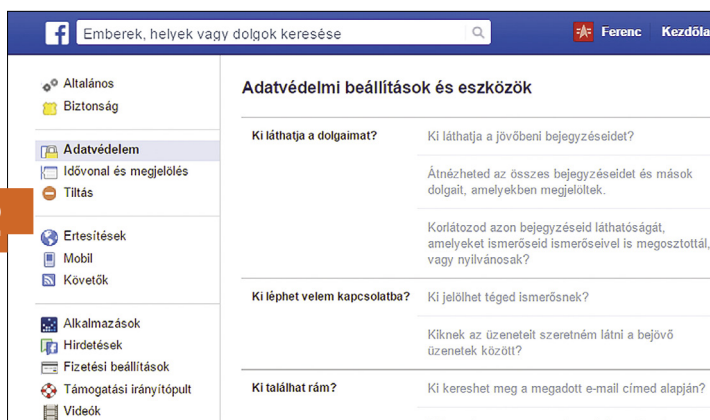 f
Emberek, helyek vagy dolgok keresése
Ferenc Kezdőla
Általános
Biztonság
Adatvédelem
Idővonal és megjelölés
Tiltás
Értesítések
Mobil
Követők
Alkalmazások
Hirdetések
Fizetési beállítások
Támogatási irányítópult
Videók
Adatvédelmi beállítások és eszközök
Ki láthatja a dolgaimat?
Ki láthatja a jövőbeni bejegyzéseidet?
Átnézheted az összes bejegyzéseidet és mások
dolgait, amelyekben megjelöltek.
Korlátozod azon bejegyzéseid láthatóságát,
amelyeket ismerőseid ismerőseivel is megosztottál,
vagy nyilvánosak?
Ki léphet velem kapcsolatba?
Ki jelölhet téged ismerősnek?
Kiknek az üzeneteit szeretném látni a bejövő
üzenetek között?
Ki találhat rám?
Ki kereshet meg a megadott e-mail címed alapján?